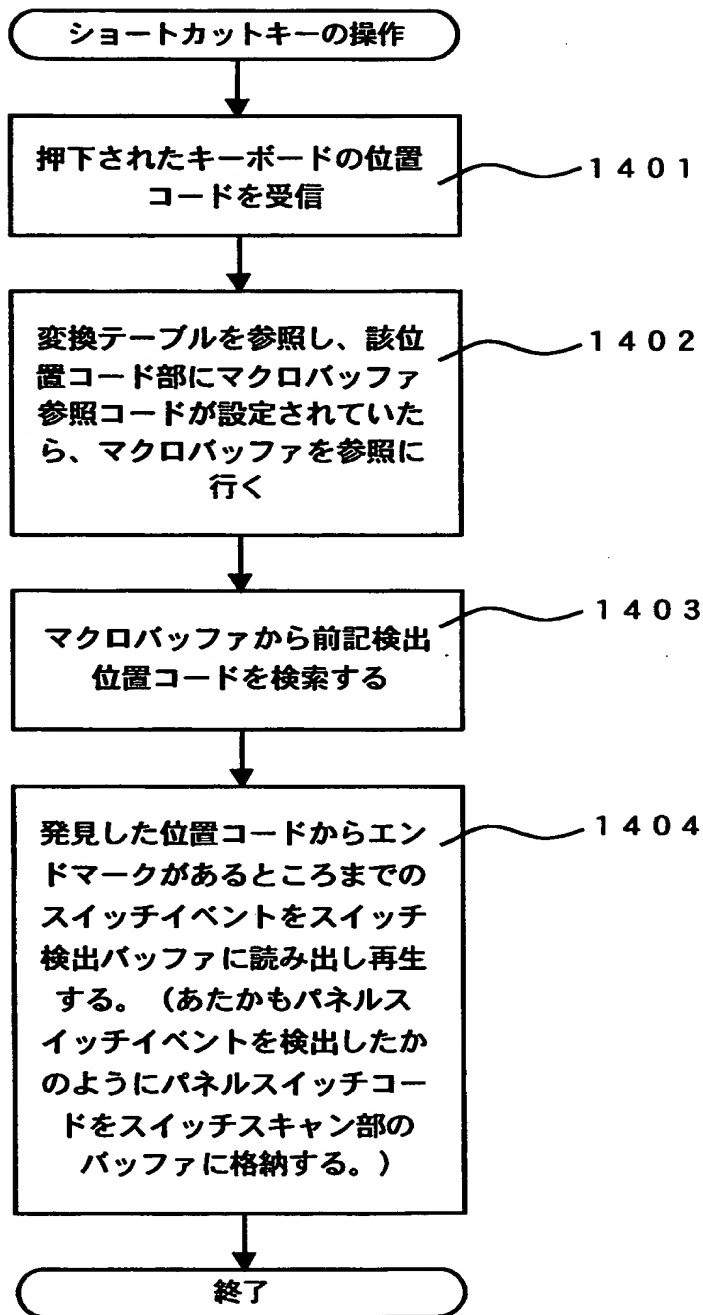 ショートカットキーの操作
押下されたキーボードの位置
コードを受信
1401
変換テーブルを参照し、該位
置コード部にマクロバッファ
参照コードが設定されていた
ら、マクロバッファを参照に
行く
1402
マクロバッファから前記検出
位置コードを検索する
1403
発見した位置コードからエン
ドマークがあるところまでの
スイッチイベントをスイッチ
検出バッファに読み出し再生
する。(あたかもパネルス
イッチイベントを検出したか
のようにパネルスイッチコー
ドをスイッチスキャン部の
バッファに格納する。)
1404
終了